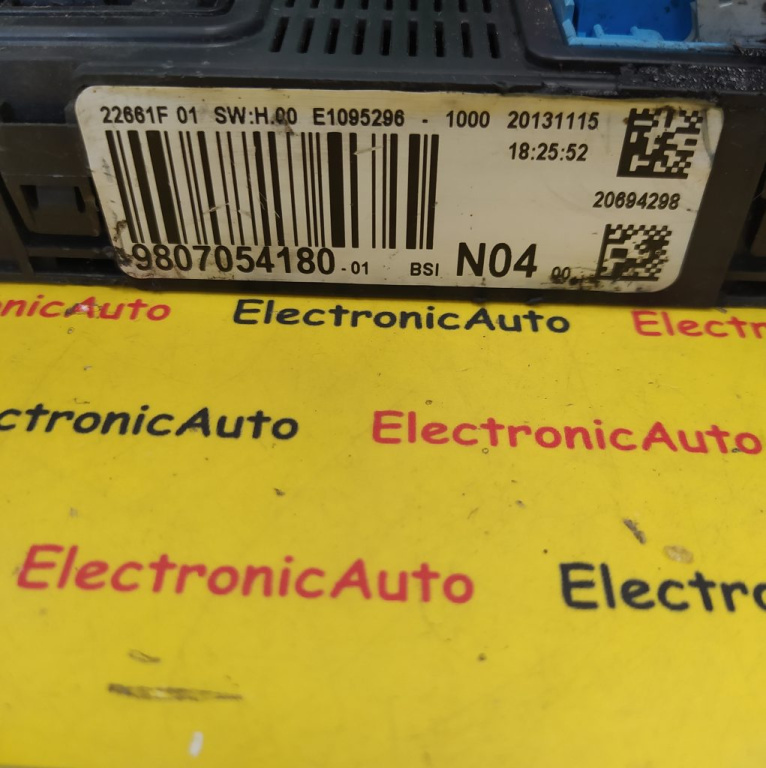 22661F 01 SW:H.00 E1095296 - 1000 20131115
18:25:52
20694298
9807054180-01 BSI N04 00
nicAuto ElectronicAuto Electr
ctronicAuto ElectronicAuto
ElectronicAuto Electro